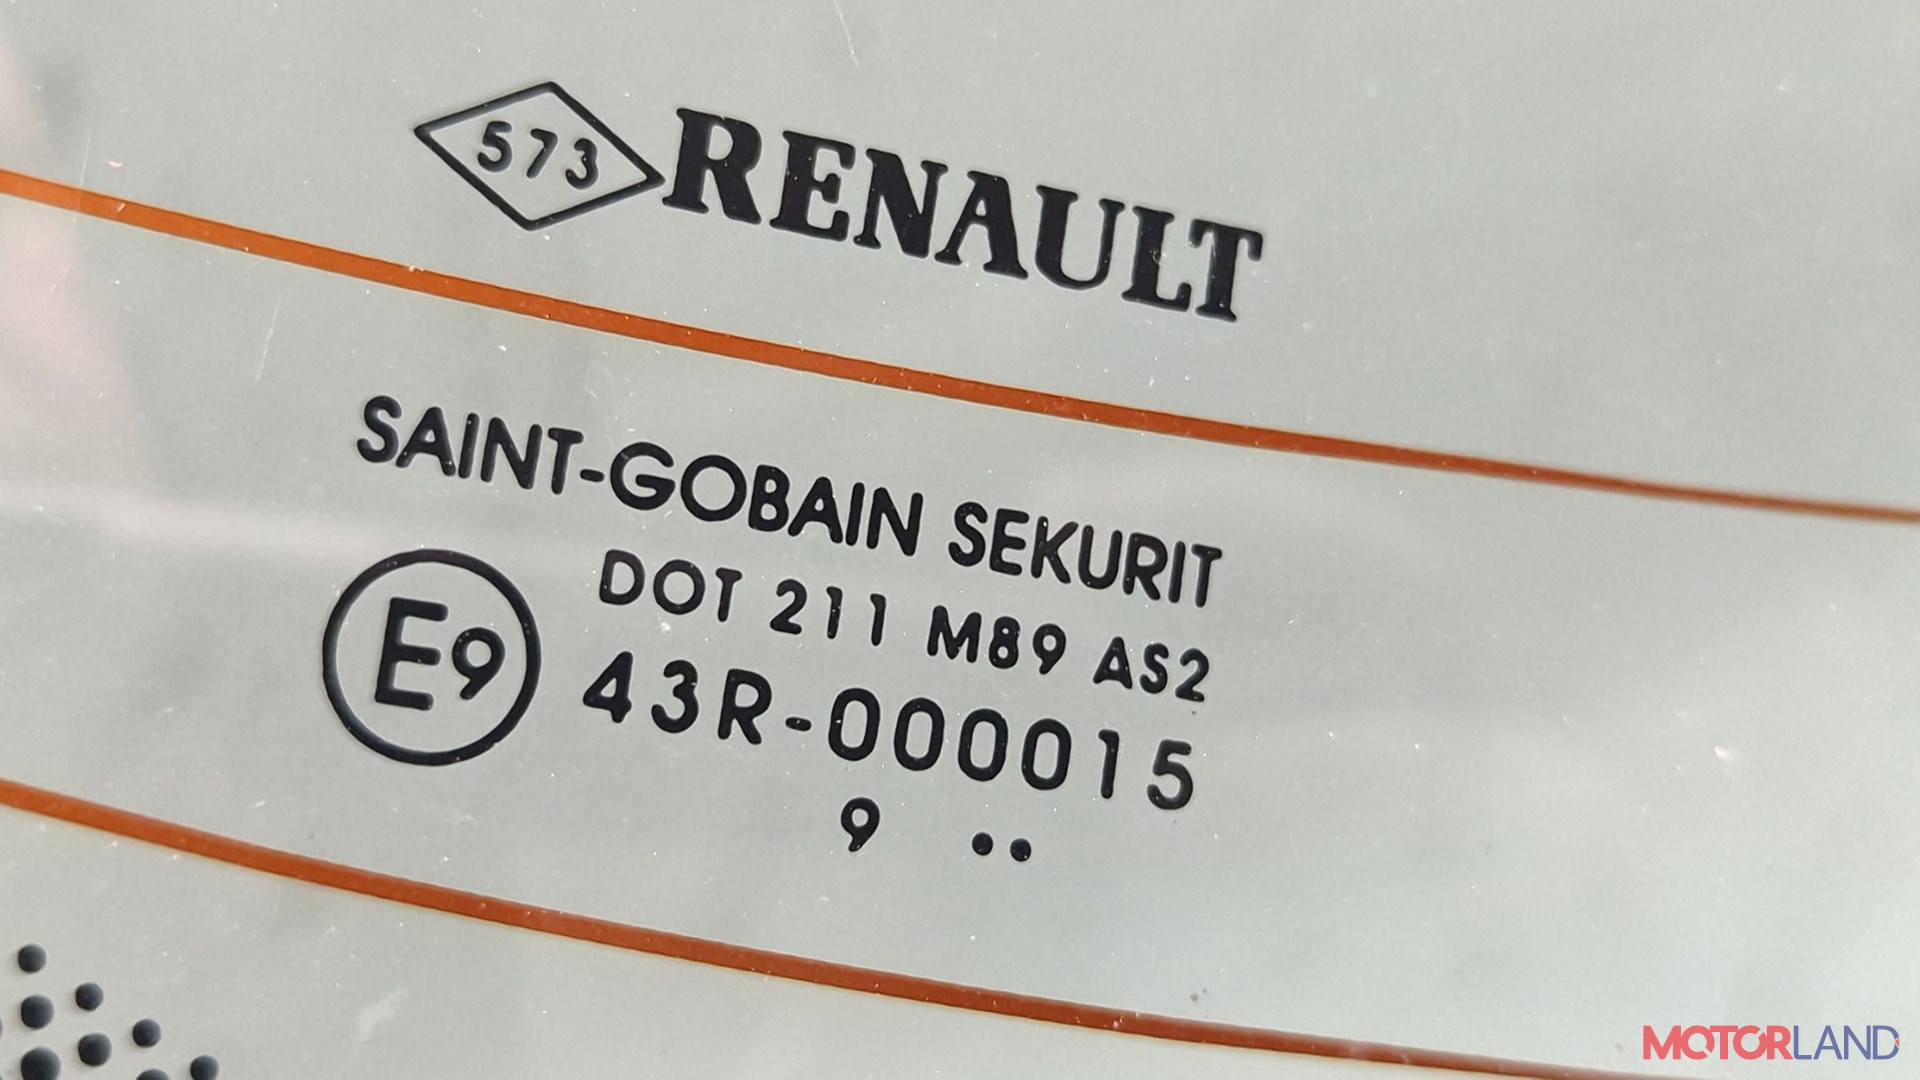 573 RENAULT
SAINT-GOBAIN SEKURIT
DOT 211 M89 AS2
E9 43R-000015
9 ••
MOTORLAND